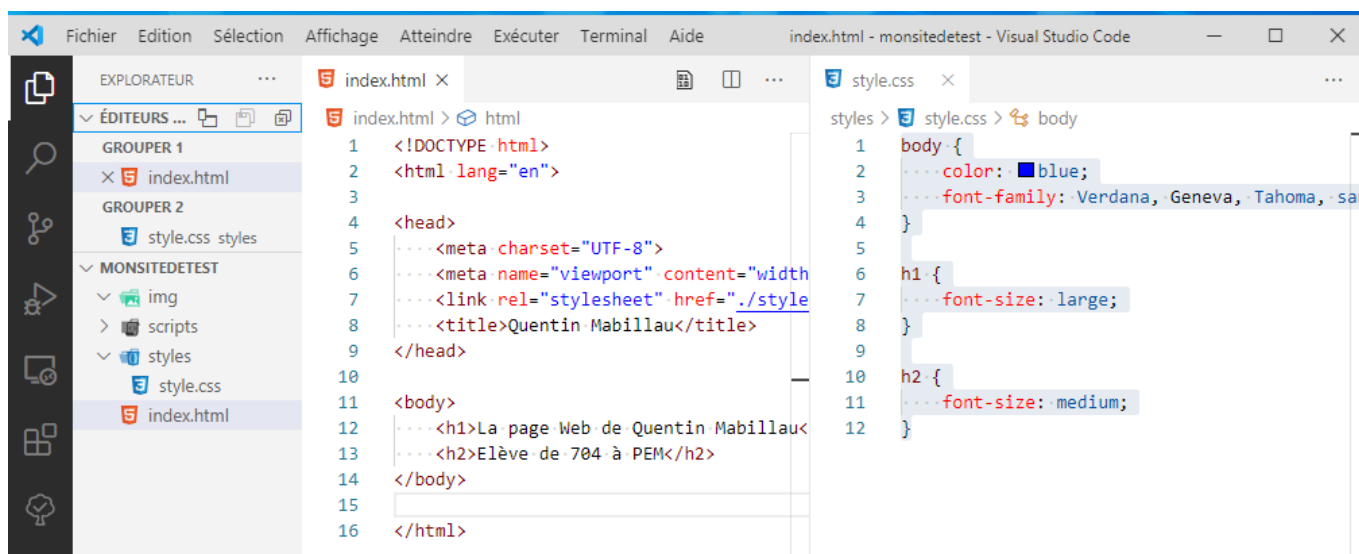 Fichier Edition Sélection Affichage Atteindre Exécuter Terminal Aide index.html - monsitedetest - Visual Studio Code
EXPLORATEUR
ÉDITEURS ...
GROUPER 1
index.html
GROUPER 2
style.css styles
MONSITEDETEST
img
scripts
styles
style.css
index.html
index.html
index.html > html
1 <!DOCTYPE html>
2 <html lang="en">
3
4 <head>
5 <meta charset="UTF-8">
6 <meta name="viewport" content="width
7 <link rel="stylesheet" href="./style
8 <title>Quentin Mabillau</title>
9 </head>
10
11 <body>
12 <h1>La page Web de Quentin Mabillau<
13 <h2>Elève de 704 à PEM</h2>
14 </body>
15
16 </html>
style.css
styles > style.css > body
1 body {
2 color: blue;
3 font-family: Verdana, Geneva, Tahoma, sa
4 }
5
6 h1 {
7 font-size: large;
8 }
9
10 h2 {
11 font-size: medium;
12 }